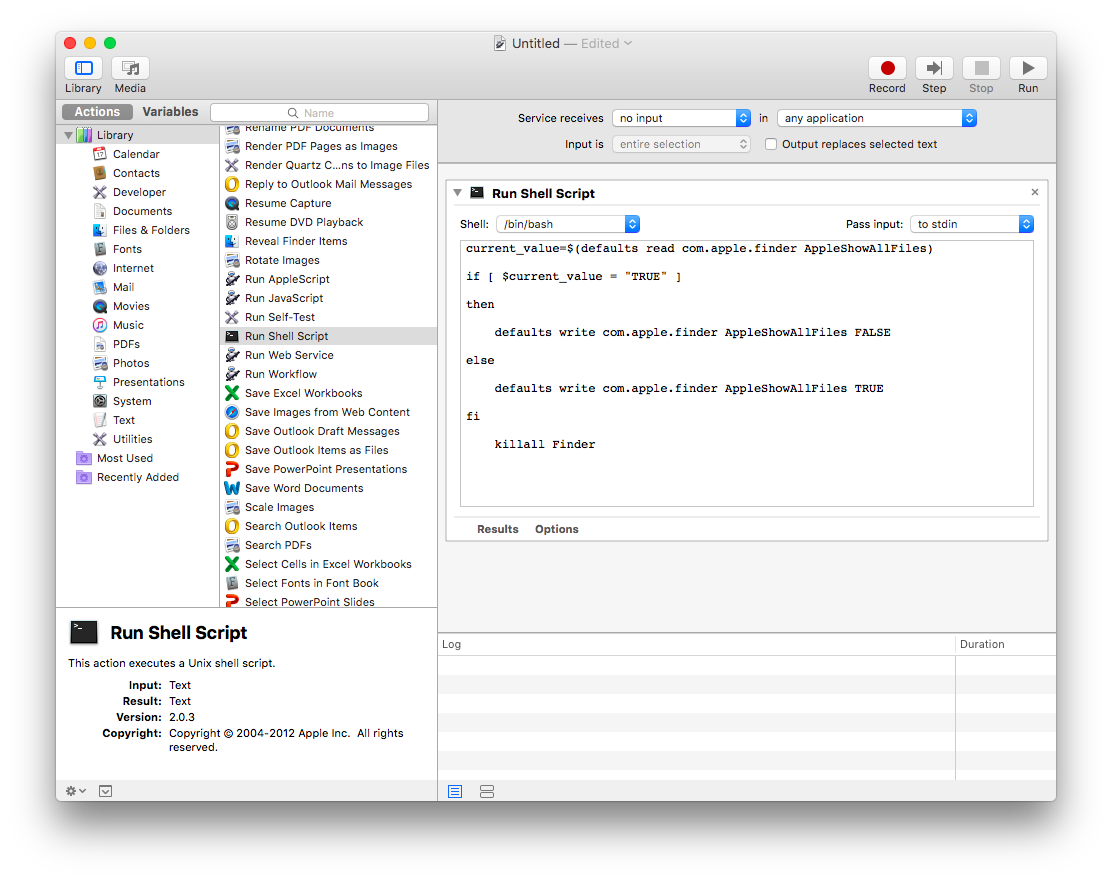 Untitled — Edited
Library
Media
Record
Step
Stop
Run
Actions
Variables
Name
Library
Calendar
Contacts
Developer
Documents
Files & Folders
Fonts
Internet
Mail
Movies
Music
PDFs
Photos
Presentations
System
Text
Utilities
Most Used
Recently Added
Rename PDF Documents
Render PDF Pages as Images
Render Quartz C...ns to Image Files
Reply to Outlook Mail Messages
Resume Capture
Resume DVD Playback
Reveal Finder Items
Rotate Images
Run AppleScript
Run JavaScript
Run Self-Test
Run Shell Script
Run Web Service
Run Workflow
Save Excel Workbooks
Save Images from Web Content
Save Outlook Draft Messages
Save Outlook Items as Files
Save PowerPoint Presentations
Save Word Documents
Scale Images
Search Outlook Items
Search PDFs
Select Cells in Excel Workbooks
Select Fonts in Font Book
Select PowerPoint Slides
Service receives no input in any application
Input is entire selection Output replaces selected text
Run Shell Script
Shell: /bin/bash Pass input: to stdin
current_value=$(defaults read com.apple.finder AppleShowAllFiles)
if [ $current_value = "TRUE" ]
then
defaults write com.apple.finder AppleShowAllFiles FALSE
else
defaults write com.apple.finder AppleShowAllFiles TRUE
fi
killall Finder
Results Options
Log Duration
Run Shell Script
This action executes a Unix shell script.
Input: Text
Result: Text
Version: 2.0.3
Copyright: Copyright © 2004-2012 Apple Inc. All rights
reserved.